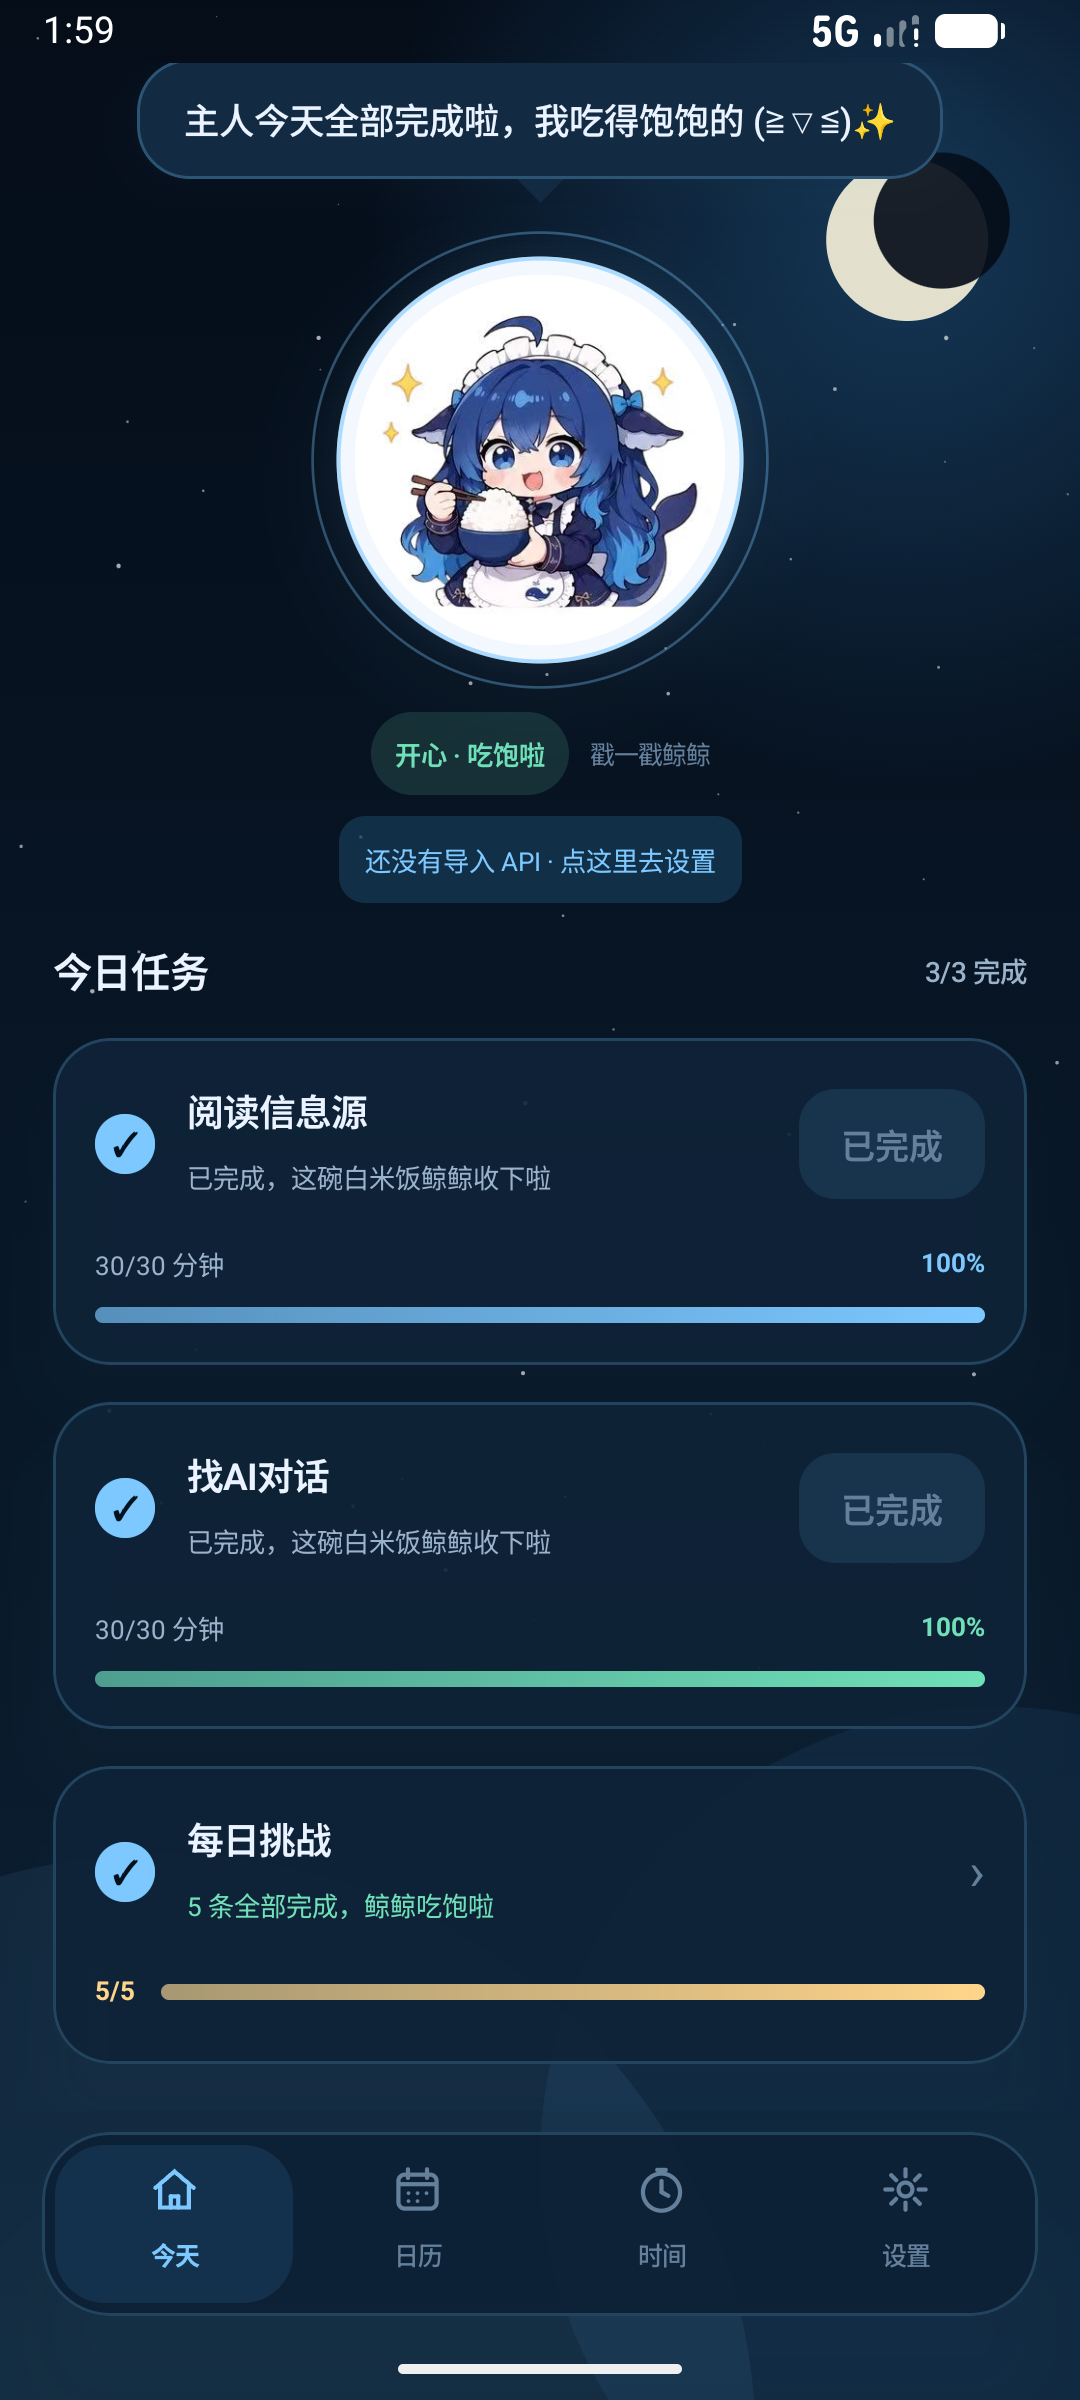 1:59
5G
主人今天全部完成啦，我吃得饱饱的 (≧▽≦)✨
开心 · 吃饱啦
戳一戳鲸鲸
还没有导入 API · 点这里去设置
今日任务
3/3 完成
阅读信息源
已完成，这碗白米饭鲸鲸收下啦
已完成
30/30 分钟
100%
找AI对话
已完成，这碗白米饭鲸鲸收下啦
已完成
30/30 分钟
100%
每日挑战
5 条全部完成，鲸鲸吃饱啦
5/5
今天
日历
时间
设置